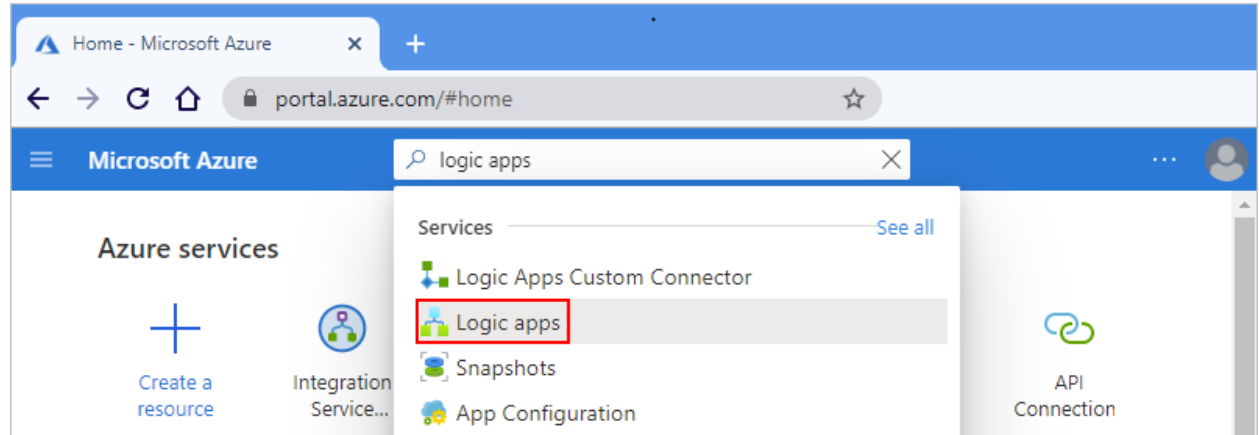 Home - Microsoft Azure
portal.azure.com/#home
Microsoft Azure
logic apps
Services
See all
Azure services
Logic Apps Custom Connector
Logic apps
Snapshots
App Configuration
Create a
resource
Integration
Service...
API
Connection